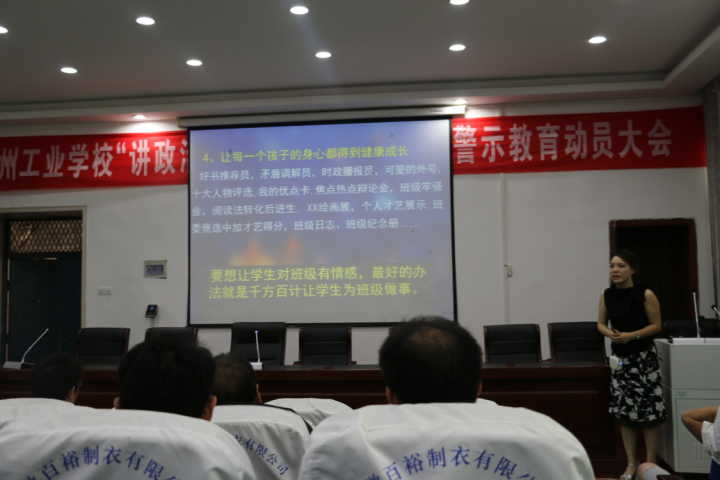 州工业学校“讲政
警示教育动员大会
4、让每一个孩子的身心都得到健康成长
好书推荐员，矛盾调解员、时政播报员，可爱的外号，
十大人物评选,我的优点卡,焦点热点辩论会，班级牢骚
会，阅读法转化后进生、XX绘画展，个人才艺展示,班
委竞选中加才艺得分，班级日志、班级纪念册……
要想让学生对班级有情感，最好的办
法就是千方百计让学生为班级做事。
百裕制衣有限公
衣有限公司
百裕制衣有限公